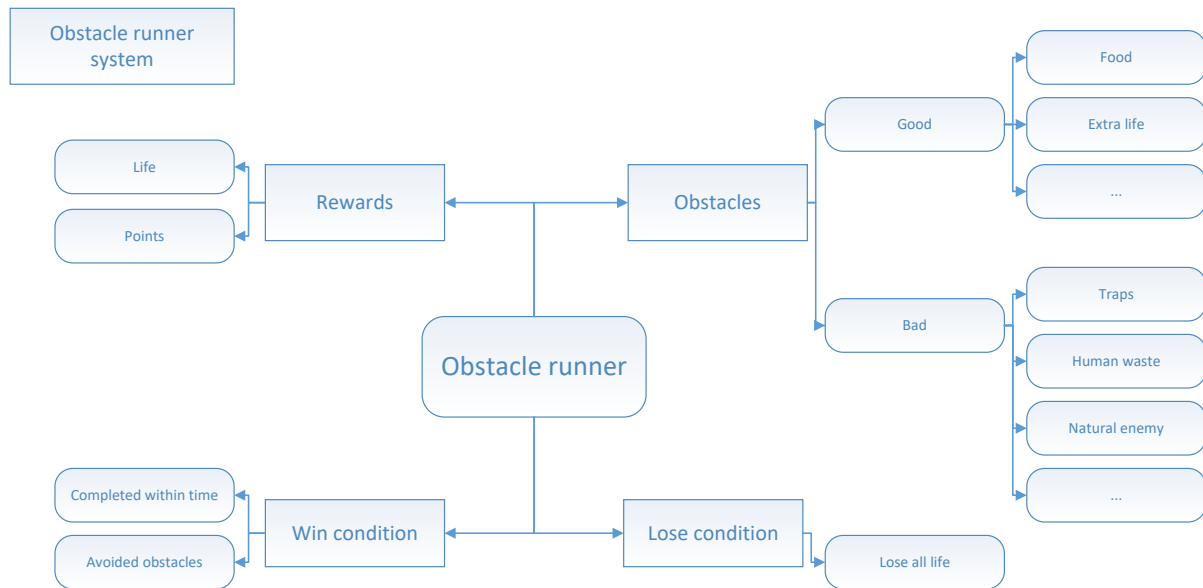 Obstacle runner
system
Food
Good
Extra life
...
Life
Rewards
Points
Obstacles
Traps
Bad
Human waste
Natural enemy
...
Obstacle runner
Completed within time
Win condition
Avoided obstacles
Lose condition
Lose all life